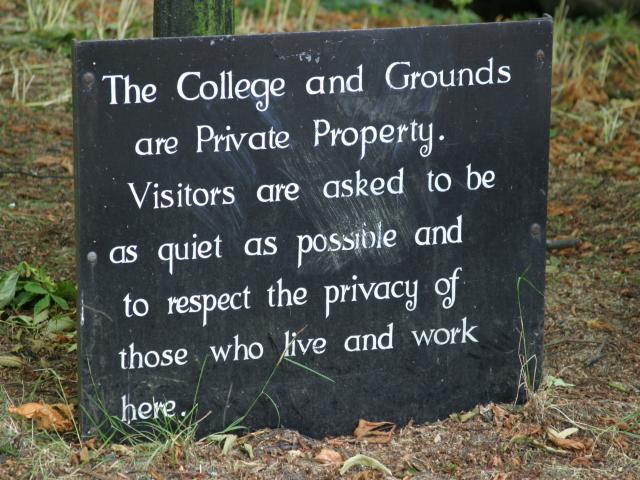 The College and Grounds
are Private Property.
Visitors are asked to be
as quiet as possible and
to respect the privacy of
those who live and work
here.